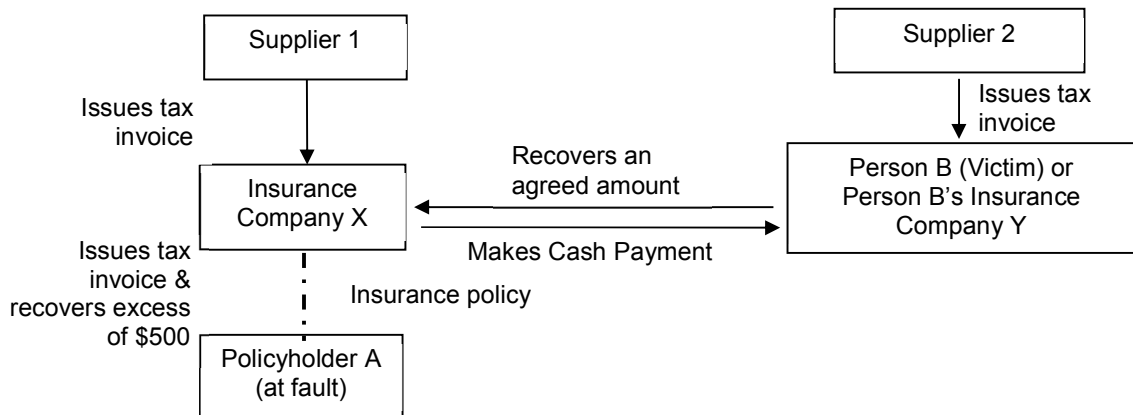 Supplier 1
Supplier 2
Issues tax
invoice
Issues tax
invoice
Insurance
Company X
Recovers an
agreed amount
Person B (Victim) or
Person B's Insurance
Company Y
Makes Cash Payment
Issues tax
invoice &
recovers excess
of $500
Insurance policy
Policyholder A
(at fault)